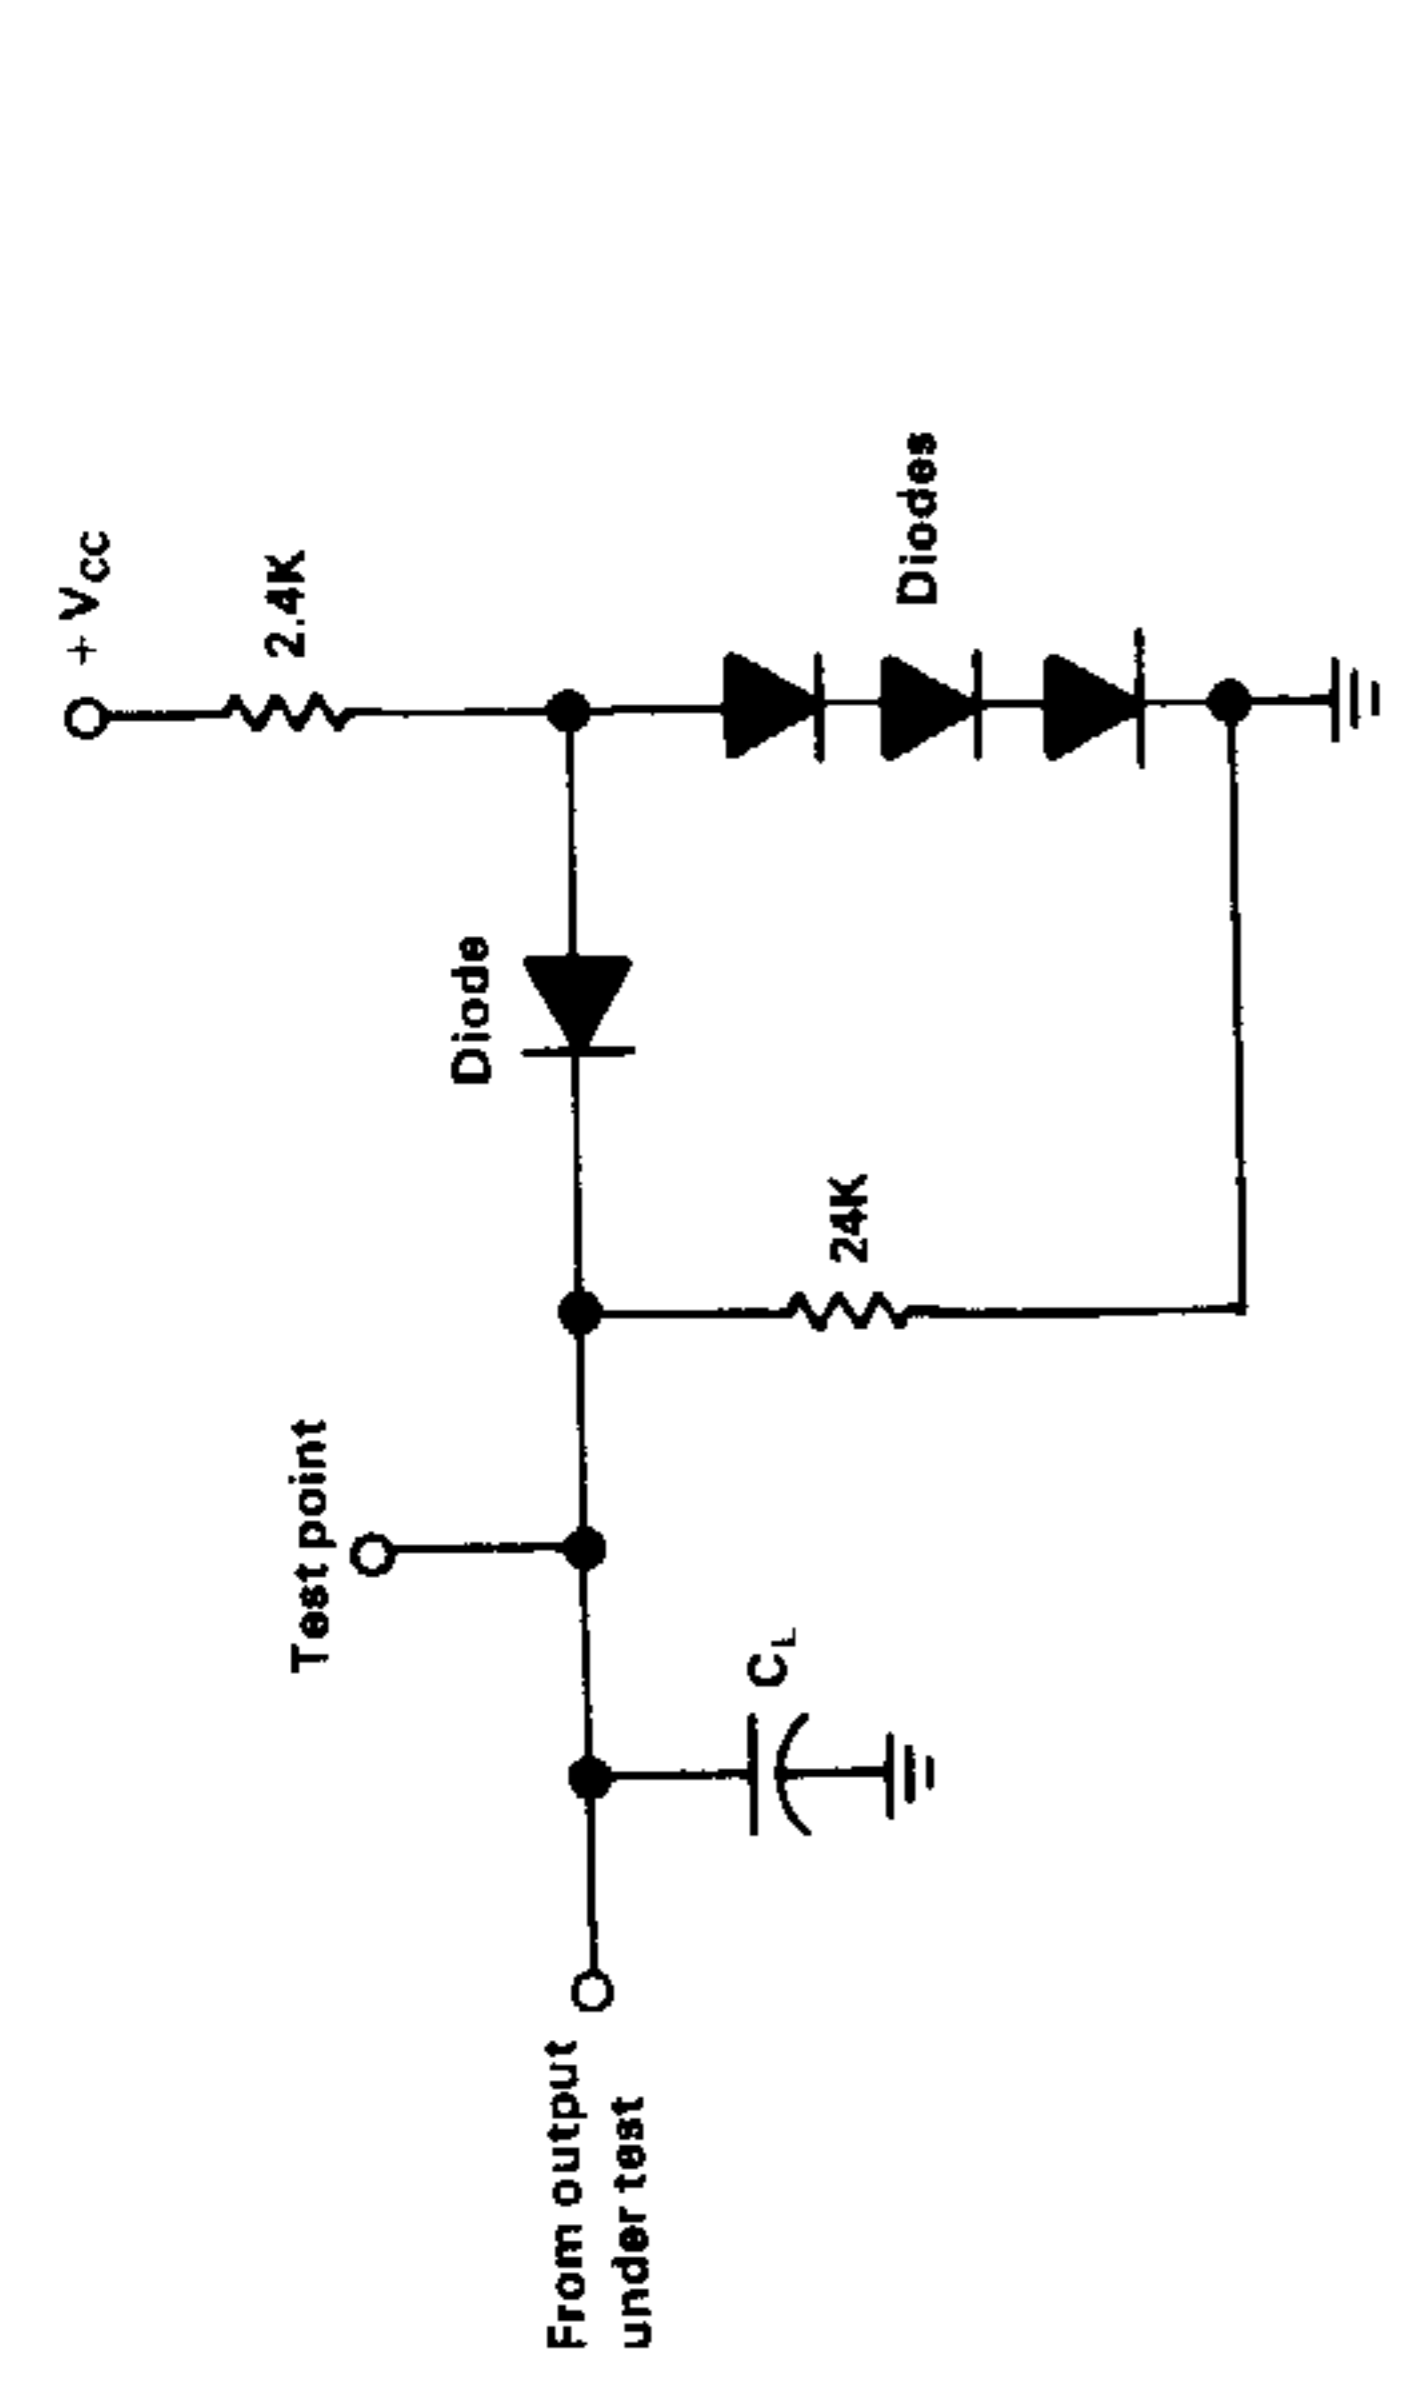 + VCC
2.4K
Diodes
Diode
24K
Test point
CL
From output
under test